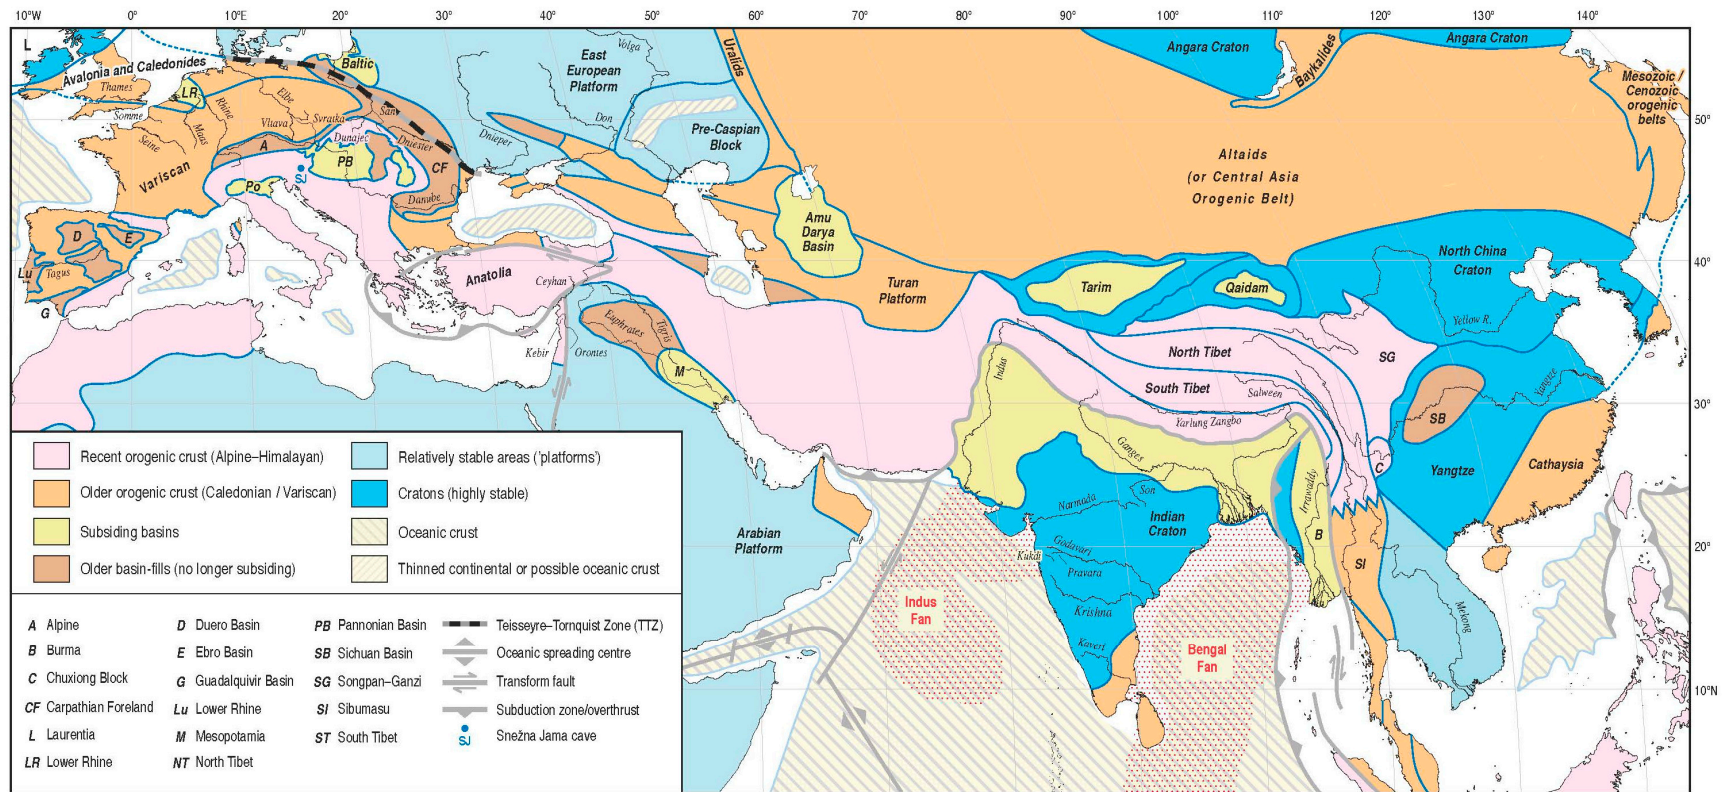 10°W 0° 10°E 20° 30° 40° 50° 60° 70° 80° 90° 100° 110° 120° 130° 140°
L
Avalonia and Caledonides
Thames
Somme
LR
Baltic
Uralids
Volga
East
European
Platform
Angara Craton
Baykalides
Angara Craton
Mesozoic /
Cenozoic
orogenic
belts
50°
Rhine
Elbe
Seine
Maas
Vltava
Svratka
San
Dunajec
Dniester
Dnieper
Don
Pre-Caspian
Block
Variscan
A
PB
SJ
Po
CF
Danube
Altaids
(or Central Asia
Orogenic Belt)
Amu
Darya
Basin
D
E
Lu
Tagus
G
Anatolia
Ceyhan
Turan
Platform
Tarim
Qaidam
North China
Craton
40°
Yellow R.
Euphrates
Tigris
Kebir
Orontes
M
Indus
North Tibet
South Tibet
Salween
Yarlung Zangbo
SG
SB
Yangtze
30°
Yangtze
C
Cathaysia
Ganges
Irrawaddy
Narmada
Son
Indian
Craton
B
Arabian
Platform
Godavari
Kukdi
Pravara
Krishna
Kaveri
SI
Mekong
20°
Indus
Fan
Bengal
Fan
10°N
Recent orogenic crust (Alpine–Himalayan)
Relatively stable areas ('platforms')
Older orogenic crust (Caledonian / Variscan)
Cratons (highly stable)
Subsiding basins
Oceanic crust
Older basin-fills (no longer subsiding)
Thinned continental or possible oceanic crust
A Alpine
B Burma
C Chuxiong Block
CF Carpathian Foreland
L Laurentia
LR Lower Rhine
D Duero Basin
E Ebro Basin
G Guadalquivir Basin
Lu Lower Rhine
M Mesopotamia
NT North Tibet
PB Pannonian Basin
SB Sichuan Basin
SG Songpan–Ganzi
SI Sibumasu
ST South Tibet
Teisseyre–Tornquist Zone (TTZ)
Oceanic spreading centre
Transform fault
Subduction zone/overthrust
SJ Snežna Jama cave